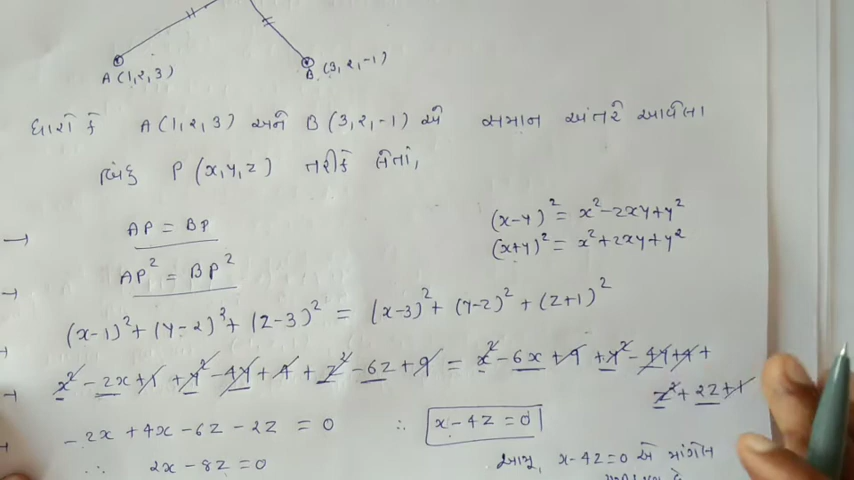 A (1,2,3)
B (3,2,-1)
ધારો કે A(1,2,3) અને B(3,2,-1) એ સમાન અંતરે આવેલા
બિંદુ P(x,y,z) તરીકે લેતાં,
→ AP = BP
→ AP² = BP²
(x-y)² = x²-2xy+y²
(x+y)² = x²+2xy+y²
→ (x-1)²+(y-2)²+(z-3)² = (x-3)²+(y-2)²+(z+1)²
→ x²-2x+1+y²-4y+4+z²-6z+9 = x²-6x+9+y²-4y+4+
z²+2z+1
→ -2x+4x-6z-2z = 0
∴ x-4z=0
∴ 2x-8z=0
આમ, x-4z=0 એ માંગેલ